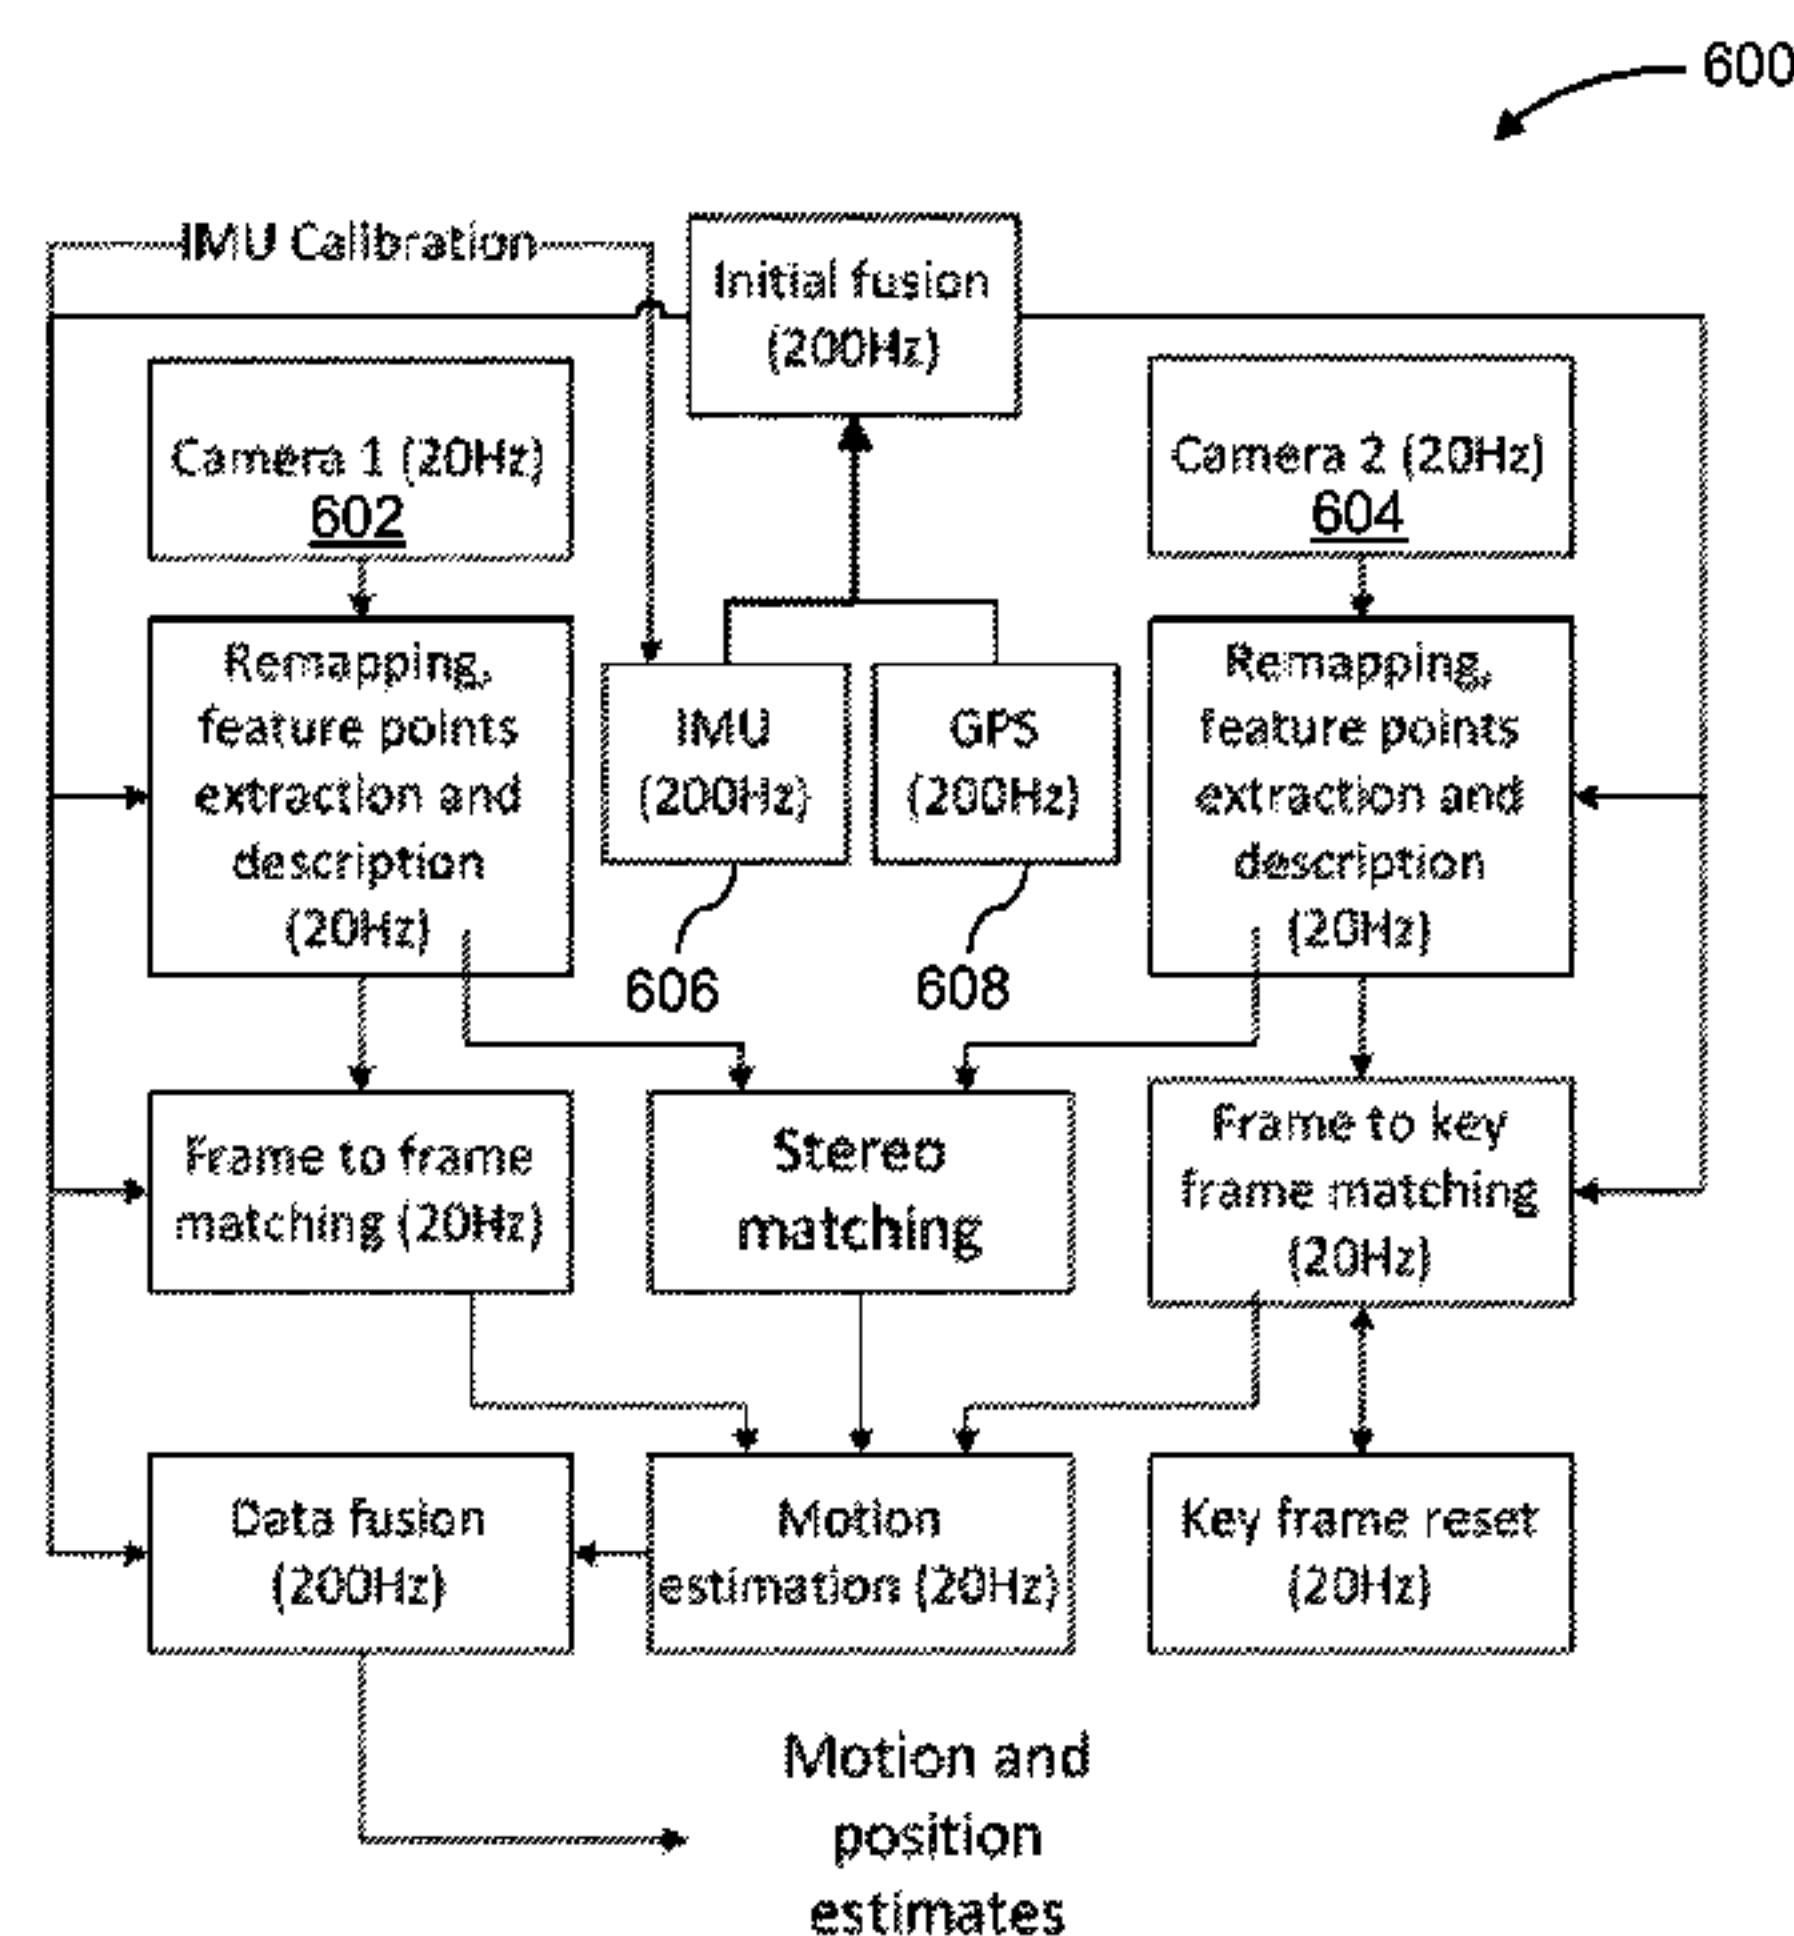 600
IMU Calibration
Initial fusion
(200Hz)
Camera 1 (20Hz)
602
Camera 2 (20Hz)
604
Remapping,
feature points
extraction and
description
(20Hz)
IMU
(200Hz)
GPS
(200Hz)
Remapping,
feature points
extraction and
description
(20Hz)
606
608
Frame to frame
matching (20Hz)
Stereo
matching
Frame to key
frame matching
(20Hz)
Data fusion
(200Hz)
Motion
estimation (20Hz)
Key frame reset
(20Hz)
Motion and
position
estimates